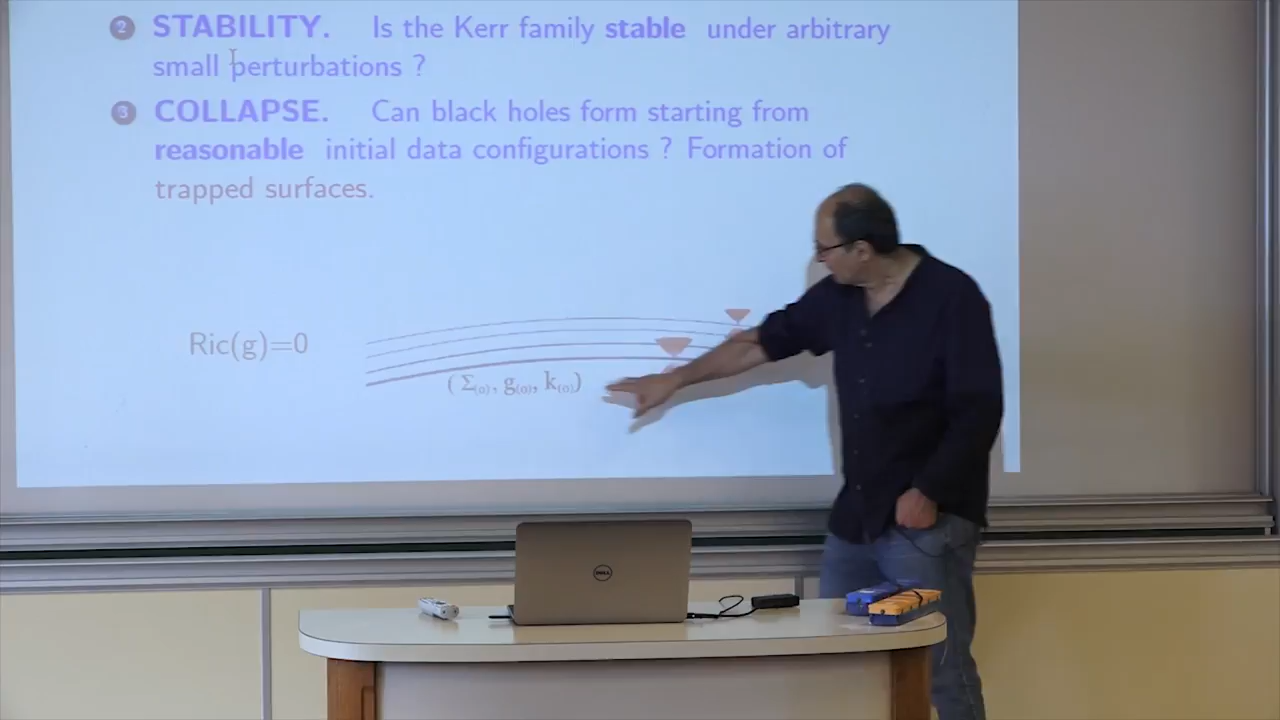 2 STABILITY. Is the Kerr family stable under arbitrary
small perturbations ?
3 COLLAPSE. Can black holes form starting from
reasonable initial data configurations ? Formation of
trapped surfaces.
Ric(g)=0
( Σ(0), g(0), k(0))
DELL